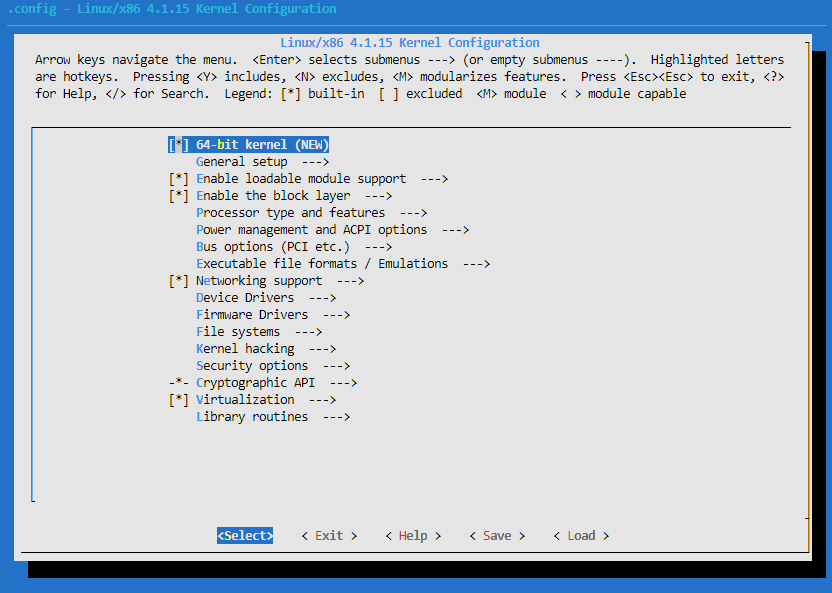 .config - Linux/x86 4.1.15 Kernel Configuration
Linux/x86 4.1.15 Kernel Configuration
Arrow keys navigate the menu.  <Enter> selects submenus ---> (or empty submenus ----).  Highlighted letters
are hotkeys.  Pressing <Y> includes, <N> excludes, <M> modularizes features.  Press <Esc><Esc> to exit, <?>
for Help, </> for Search.  Legend: [*] built-in  [ ] excluded  <M> module  < > module capable
[*] 64-bit kernel (NEW)
General setup  --->
[*] Enable loadable module support  --->
[*] Enable the block layer  --->
Processor type and features  --->
Power management and ACPI options  --->
Bus options (PCI etc.)  --->
Executable file formats / Emulations  --->
[*] Networking support  --->
Device Drivers  --->
Firmware Drivers  --->
File systems  --->
Kernel hacking  --->
Security options  --->
-*- Cryptographic API  --->
[*] Virtualization  --->
Library routines  --->
<Select>    < Exit >    < Help >    < Save >    < Load >